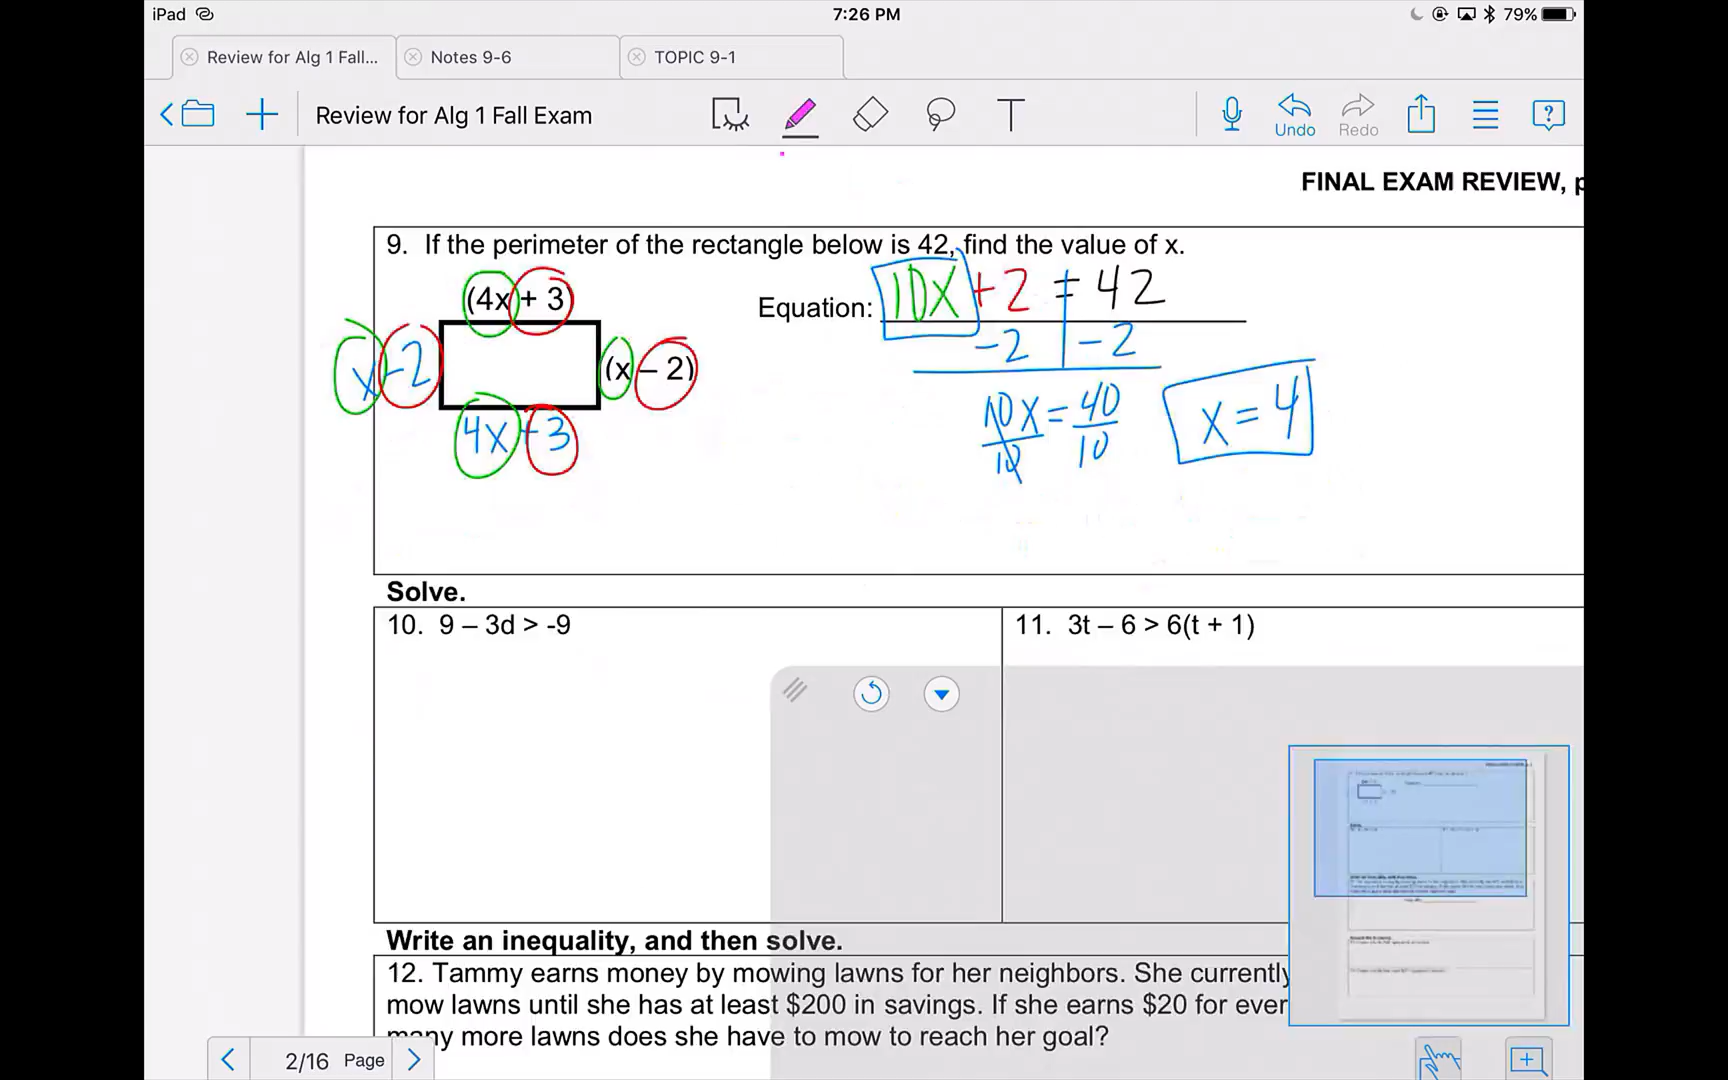 iPad 7:26 PM 79%
Review for Alg 1 Fall... Notes 9-6 TOPIC 9-1
Review for Alg 1 Fall Exam T Undo Redo ?
FINAL EXAM REVIEW,
9. If the perimeter of the rectangle below is 42, find the value of x.
(4x + 3)
Equation: 10x + 2 = 42
-2 -2
x - 2 (x – 2)
10x = 40
10 10
x = 4
4x + 3
Solve.
10. 9 – 3d > -9 11. 3t – 6 > 6(t + 1)
Write an inequality, and then solve.
12. Tammy earns money by mowing lawns for her neighbors. She currently
mow lawns until she has at least $200 in savings. If she earns $20 for ever
many more lawns does she have to mow to reach her goal?
2/16 Page